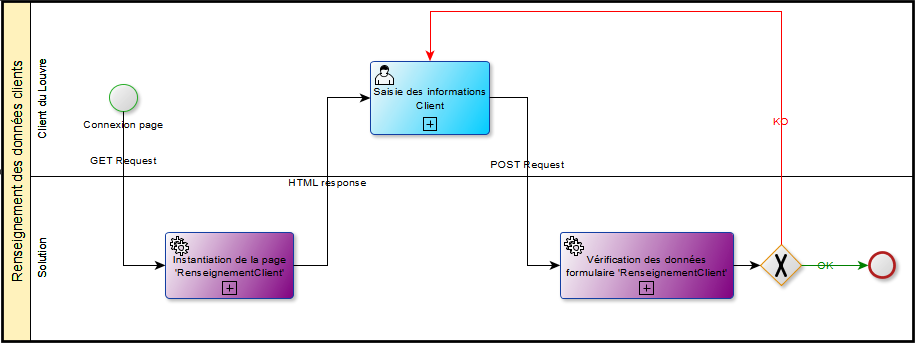 Renseignement des données clients
Client du Louvre
Connexion page
GET Request
HTML response
Saisie des informations
Client
POST Request
KO
Solution
Instantiation de la page
'RenseignementClient'
Vérification des données
formulaire 'RenseignementClient'
OK